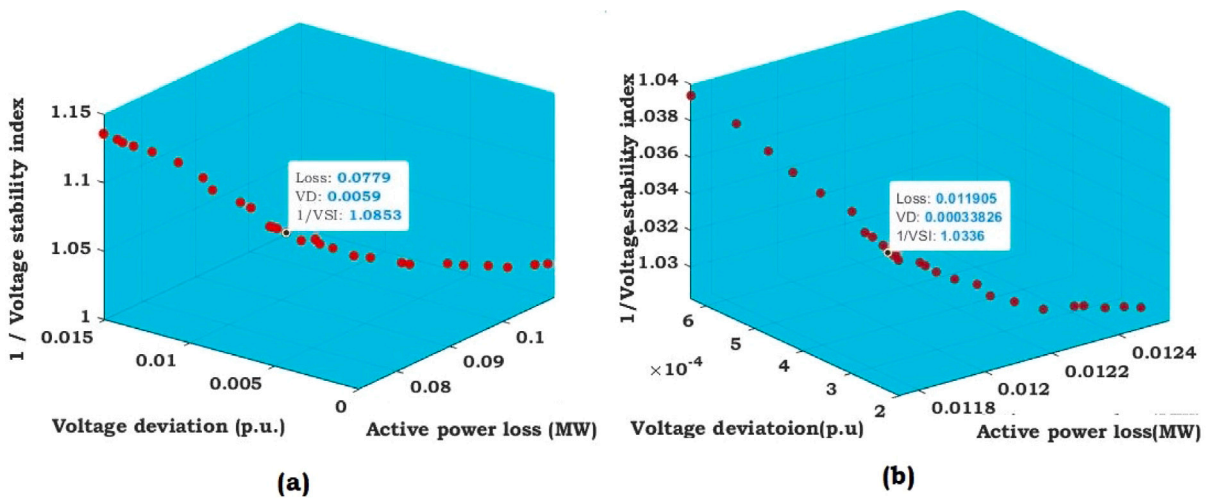 1 / Voltage stability index
1.15
1.1
1.05
1
0.015
0.01
0.005
0
0.08
0.09
0.1
Loss: 0.0779
VD: 0.0059
1/VSI: 1.0853
Voltage deviation (p.u.)
Active power loss (MW)
(a)
1/Voltage stability index
1.04
1.038
1.036
1.034
1.032
1.03
6
5
4
3
2
×10-4
0.0118
0.012
0.0122
0.0124
Loss: 0.011905
VD: 0.00033826
1/VSI: 1.0336
Voltage deviatoion(p.u)
Active power loss(MW)
(b)